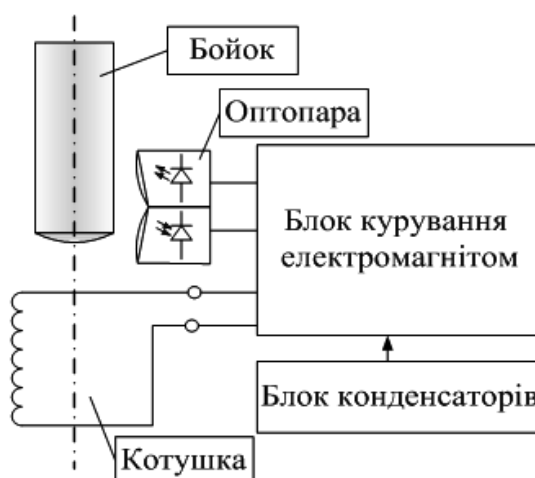 Бойок
Оптопара
Блок курування
електромагнітом
Блок конденсаторів
Котушка